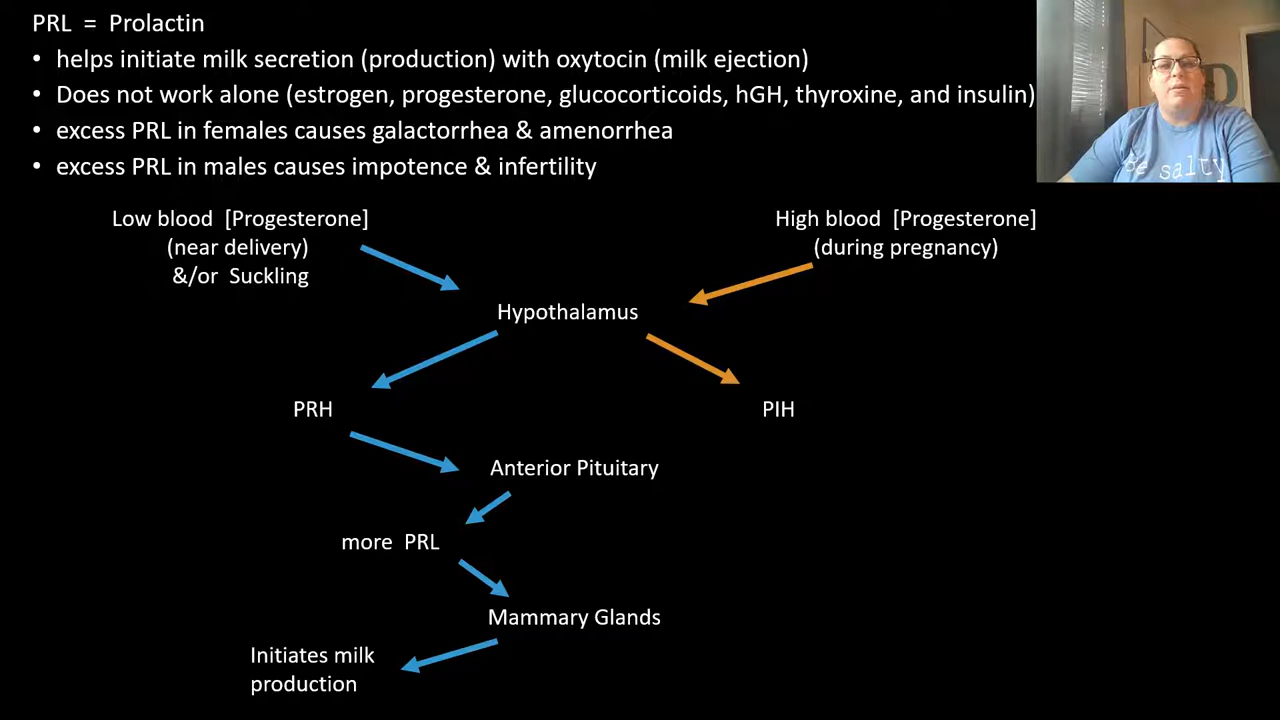 PRL = Prolactin
• helps initiate milk secretion (production) with oxytocin (milk ejection)
• Does not work alone (estrogen, progesterone, glucocorticoids, hGH, thyroxine, and insulin)
• excess PRL in females causes galactorrhea & amenorrhea
• excess PRL in males causes impotence & infertility
Be salty
D
Low blood [Progesterone]
(near delivery)
&/or Suckling
High blood [Progesterone]
(during pregnancy)
Hypothalamus
PRH
PIH
Anterior Pituitary
more PRL
Mammary Glands
Initiates milk
production